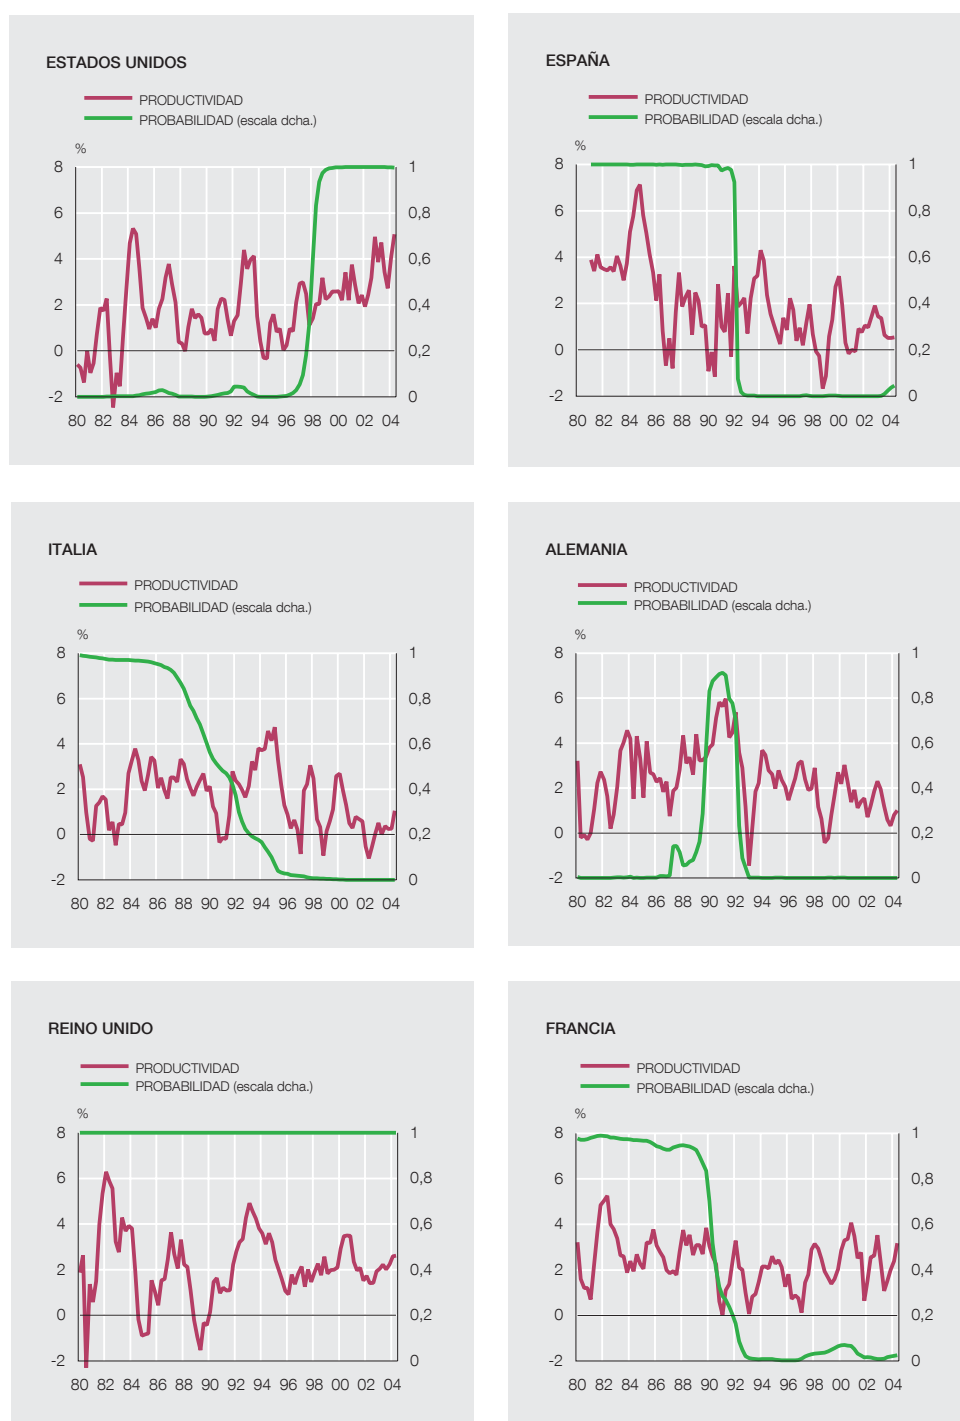 ESTADOS UNIDOS
PRODUCTIVIDAD
PROBABILIDAD (escala dcha.)
%
8 1
6 0,8
4 0,6
2 0,4
0 0,2
-2 0
80 82 84 86 88 90 92 94 96 98 00 02 04
ESPAÑA
PRODUCTIVIDAD
PROBABILIDAD (escala dcha.)
%
8 1
6 0,8
4 0,6
2 0,4
0 0,2
-2 0
80 82 84 86 88 90 92 94 96 98 00 02 04
ITALIA
PRODUCTIVIDAD
PROBABILIDAD (escala dcha.)
%
8 1
6 0,8
4 0,6
2 0,4
0 0,2
-2 0
80 82 84 86 88 90 92 94 96 98 00 02 04
ALEMANIA
PRODUCTIVIDAD
PROBABILIDAD (escala dcha.)
%
8 1
6 0,8
4 0,6
2 0,4
0 0,2
-2 0
80 82 84 86 88 90 92 94 96 98 00 02 04
REINO UNIDO
PRODUCTIVIDAD
PROBABILIDAD (escala dcha.)
%
8 1
6 0,8
4 0,6
2 0,4
0 0,2
-2 0
80 82 84 86 88 90 92 94 96 98 00 02 04
FRANCIA
PRODUCTIVIDAD
PROBABILIDAD (escala dcha.)
%
8 1
6 0,8
4 0,6
2 0,4
0 0,2
-2 0
80 82 84 86 88 90 92 94 96 98 00 02 04